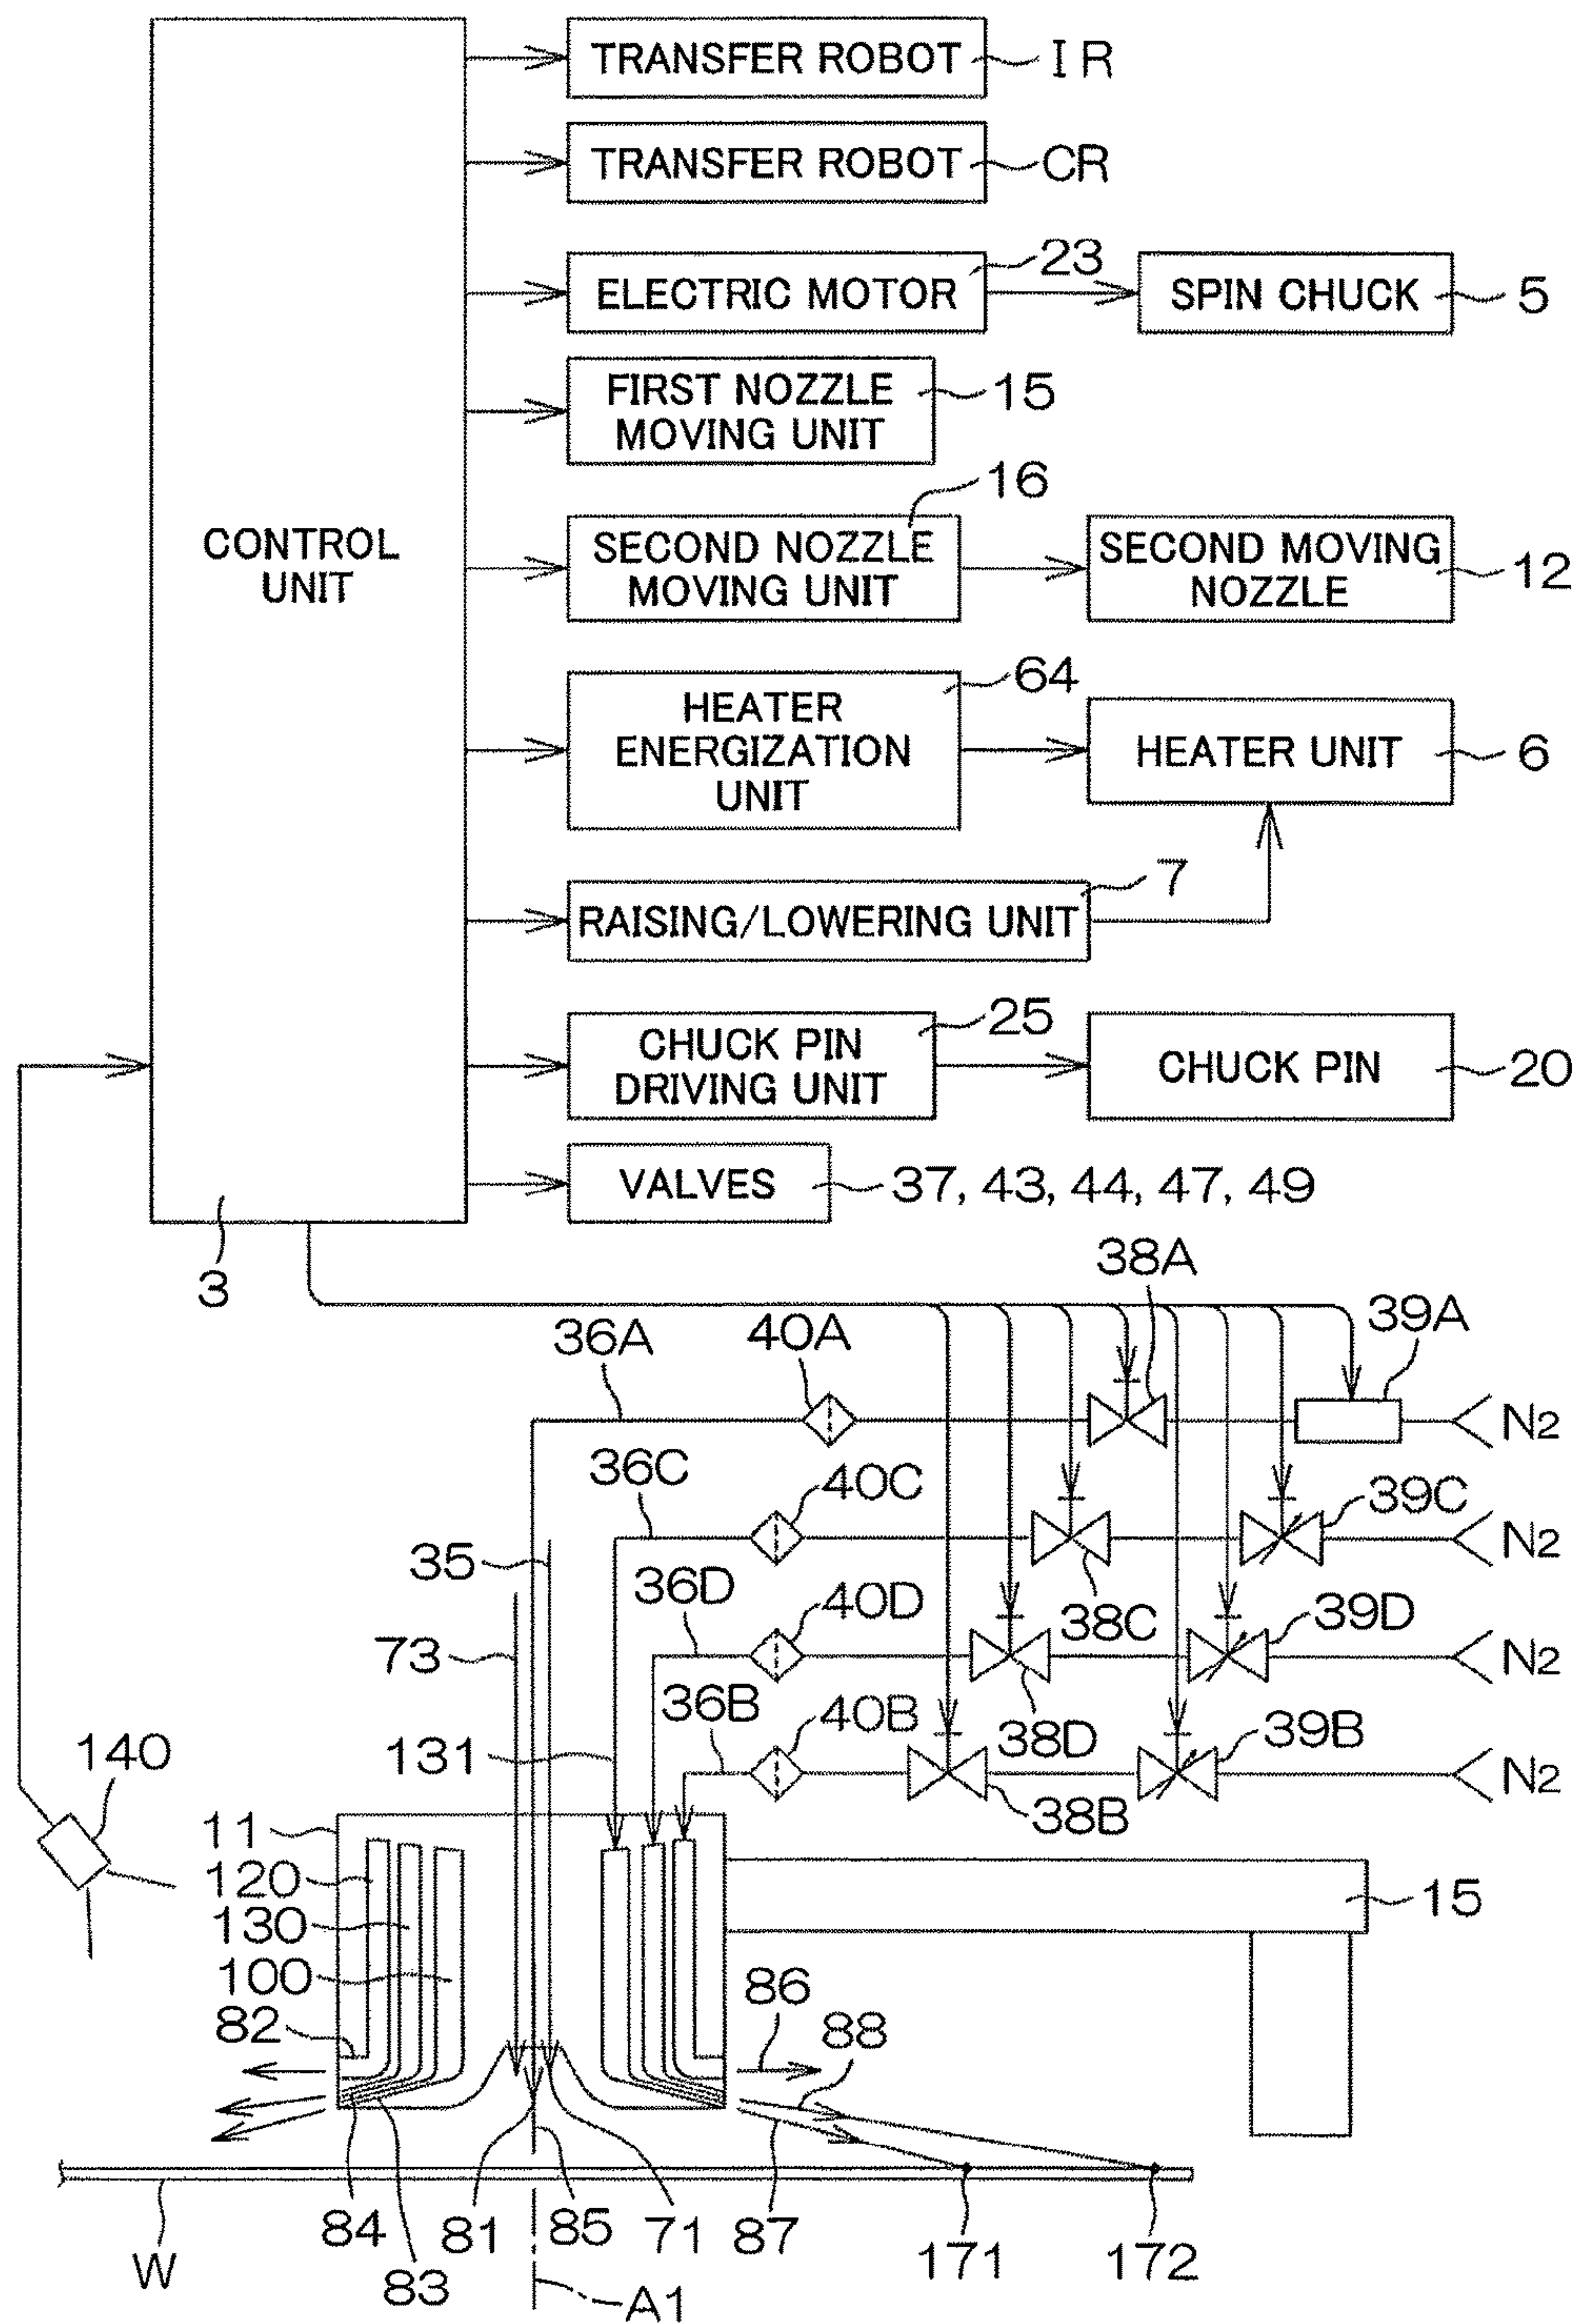 TRANSFER ROBOT IR
TRANSFER ROBOT CR
ELECTRIC MOTOR 23 SPIN CHUCK 5
FIRST NOZZLE
MOVING UNIT 15
CONTROL
UNIT
3
SECOND NOZZLE
MOVING UNIT 16
SECOND MOVING
NOZZLE 12
HEATER
ENERGIZATION
UNIT 64
HEATER UNIT 6
RAISING/LOWERING UNIT 7
CHUCK PIN
DRIVING UNIT 25
CHUCK PIN 20
VALVES 37, 43, 44, 47, 49
38A
36A 40A 39A
N2
36C 40C 39C
N2
35
36D 40D 38C 39D
73 N2
36B 40B 38D 39B
140 131 N2
11 38B
120 15
130
100 86
82 88
84 81 85 71 87 171 172
W 83
A1